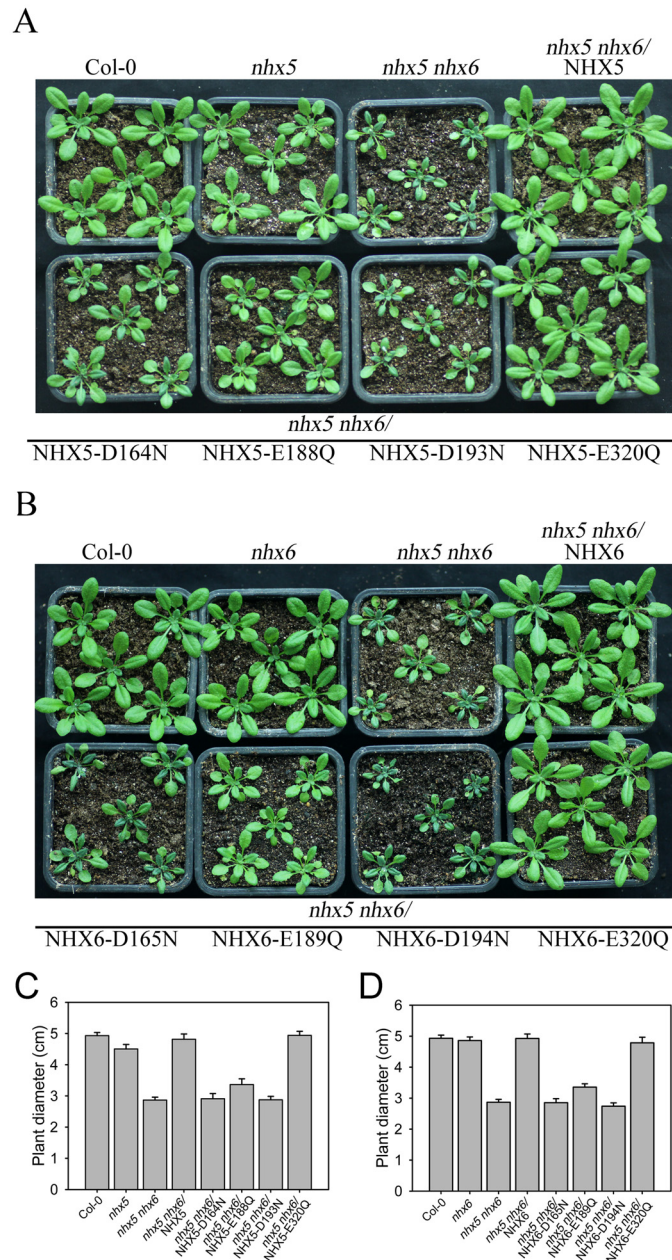 A
Col-0 nhx5 nhx5 nhx6 nhx5 nhx6/
NHX5
nhx5 nhx6/
NHX5-D164N NHX5-E188Q NHX5-D193N NHX5-E320Q
B
Col-0 nhx6 nhx5 nhx6 nhx5 nhx6/
NHX6
nhx5 nhx6/
NHX6-D165N NHX6-E189Q NHX6-D194N NHX6-E320Q
C
Plant diameter (cm)
6
5
4
3
2
1
0
Col-0
nhx5
nhx5 nhx6
nhx5 nhx6/
NHX5
nhx5 nhx6/
NHX5-D164N
nhx5 nhx6/
NHX5-E188Q
nhx5 nhx6/
NHX5-D193N
nhx5 nhx6/
NHX5-E320Q
D
Plant diameter (cm)
6
5
4
3
2
1
0
Col-0
nhx6
nhx5 nhx6
nhx5 nhx6/
NHX6
nhx5 nhx6/
NHX6-D165N
nhx5 nhx6/
NHX6-E189Q
nhx5 nhx6/
NHX6-D194N
nhx5 nhx6/
NHX6-E320Q